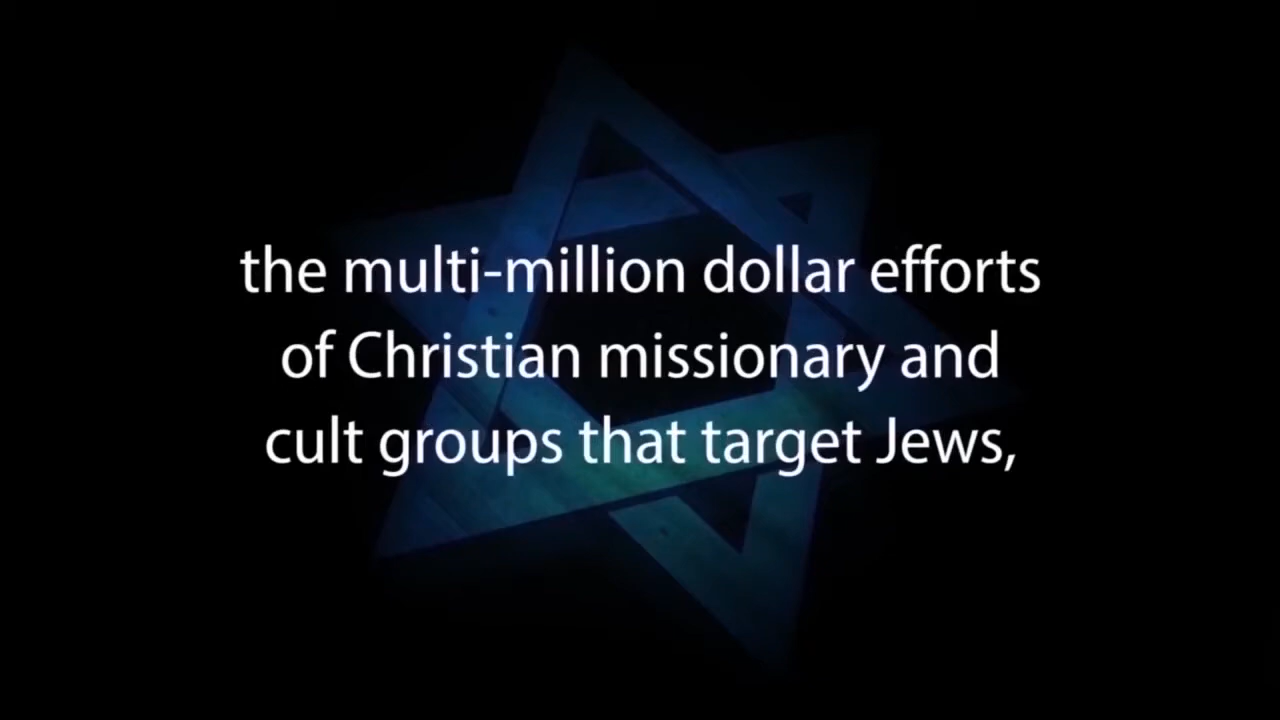 the multi-million dollar efforts
of Christian missionary and
cult groups that target Jews,